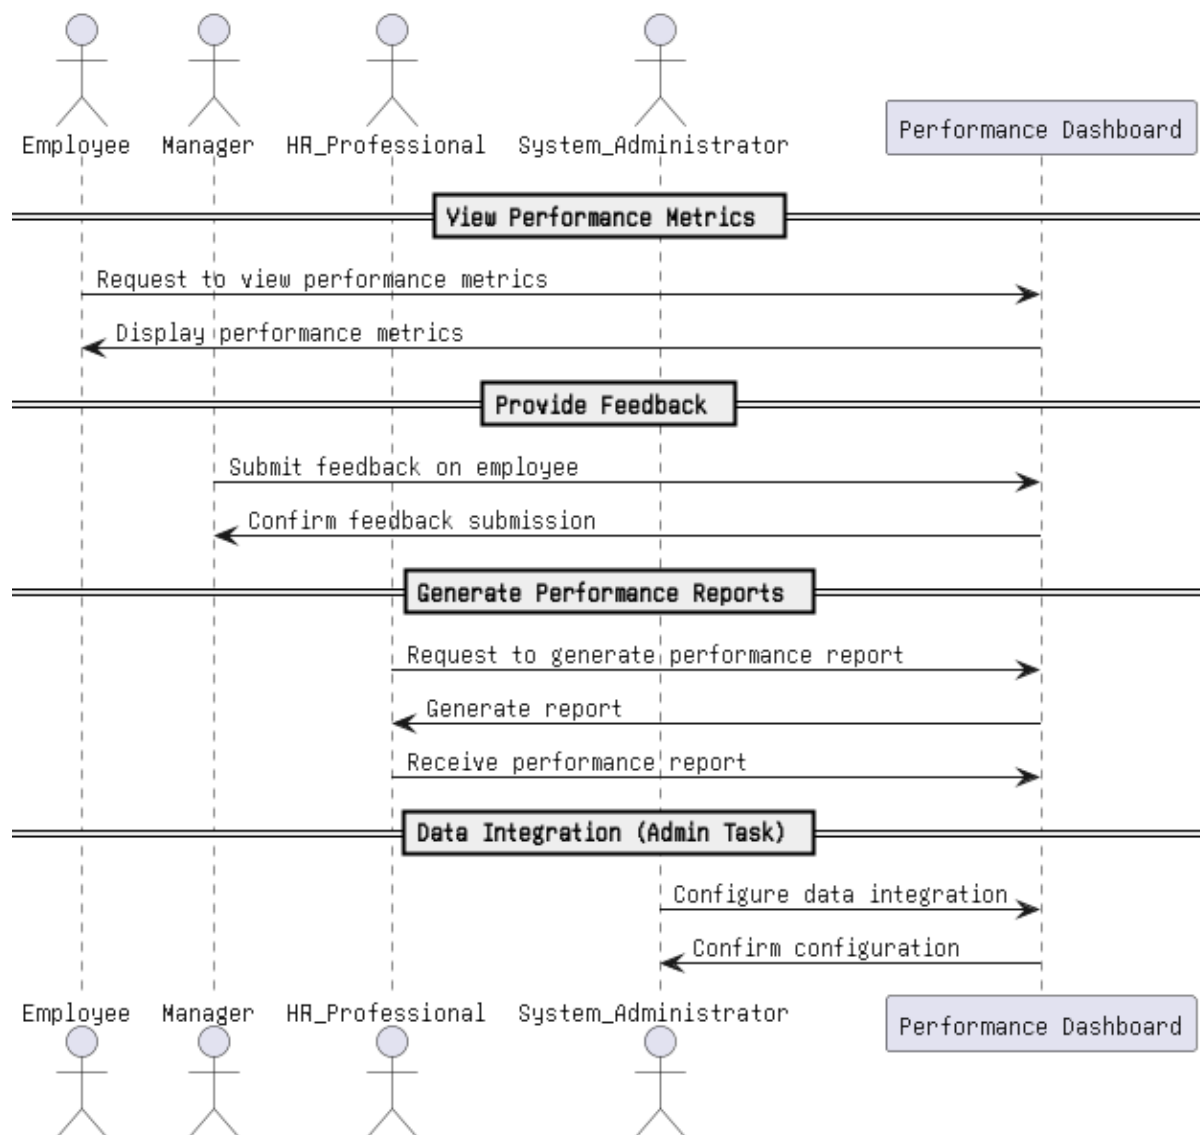 Employee Manager HR_Professional System_Administrator Performance Dashboard
View Performance Metrics
Request to view performance metrics
Display performance metrics
Provide Feedback
Submit feedback on employee
Confirm feedback submission
Generate Performance Reports
Request to generate performance report
Generate report
Receive performance report
Data Integration (Admin Task)
Configure data integration
Confirm configuration
Employee Manager HR_Professional System_Administrator Performance Dashboard